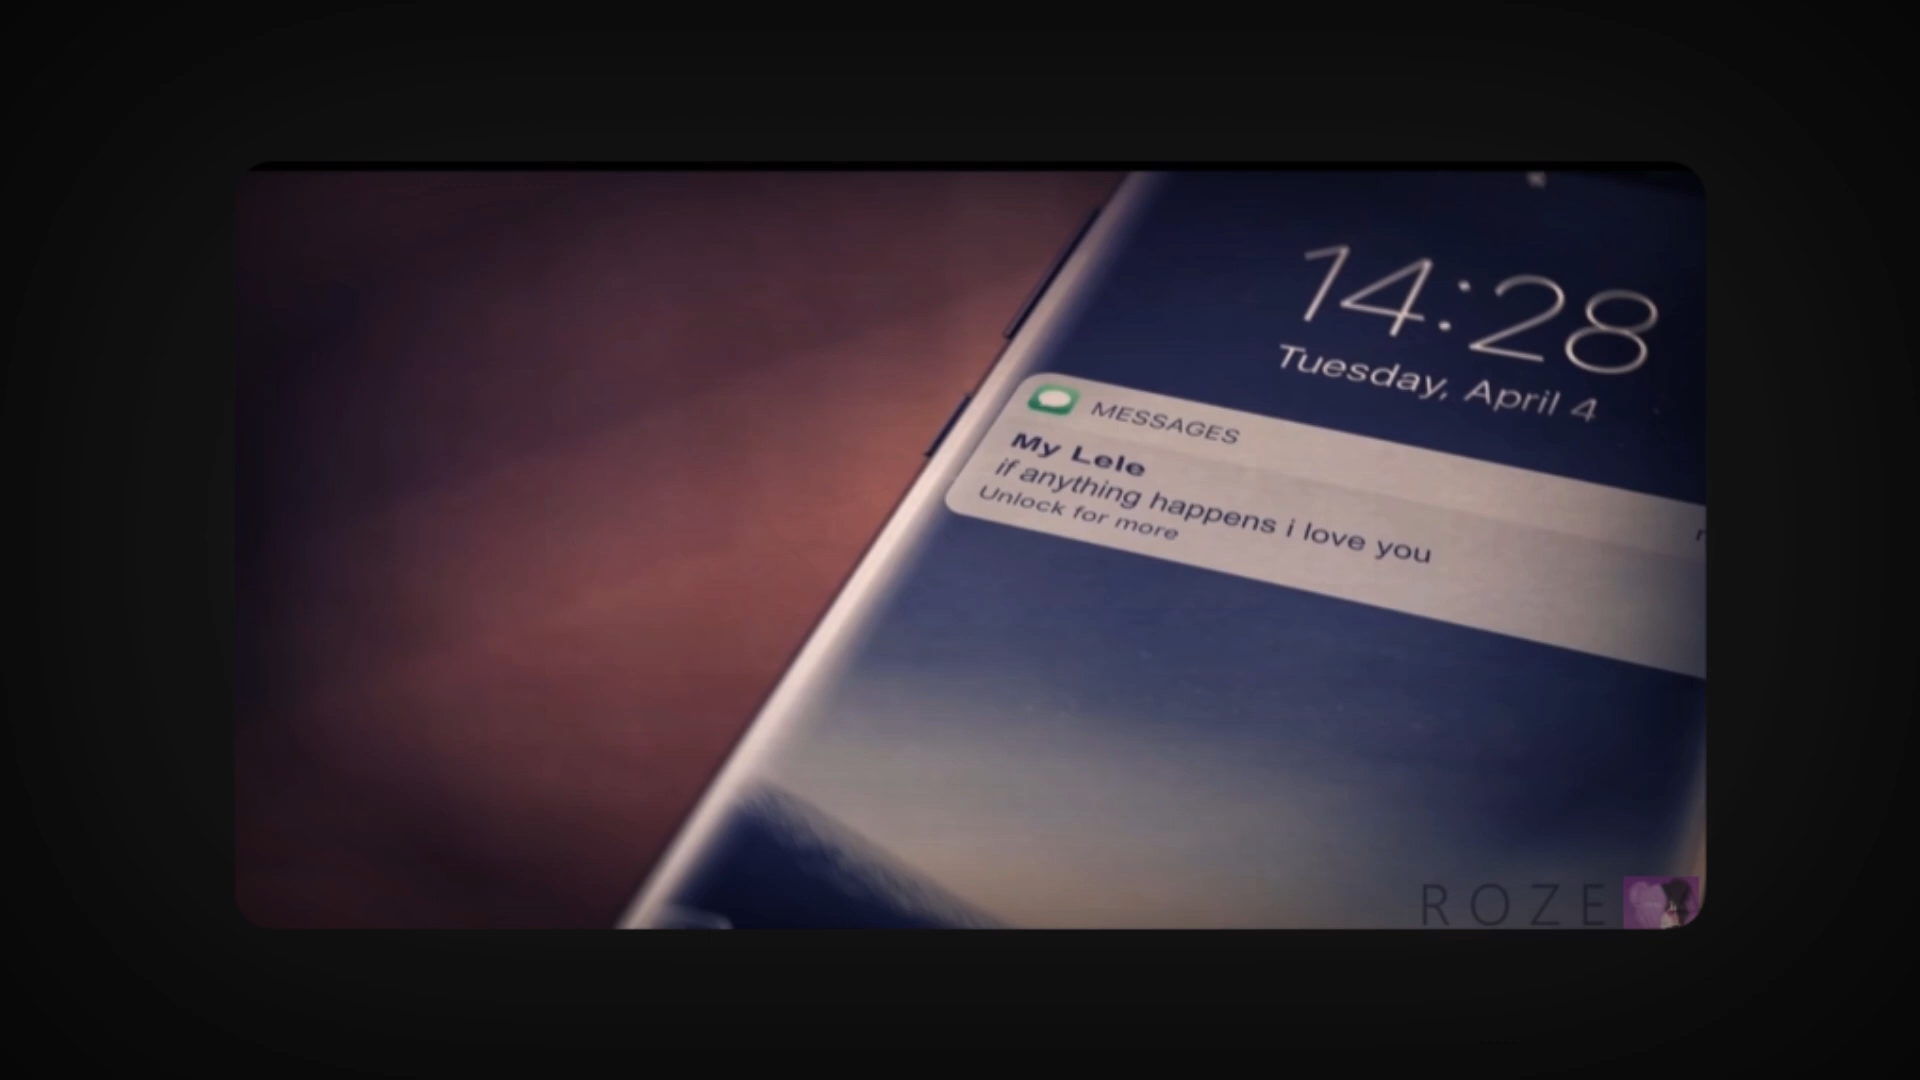 14:28
Tuesday, April 4
MESSAGES
My Lele
if anything happens i love you
Unlock for more
ROZE